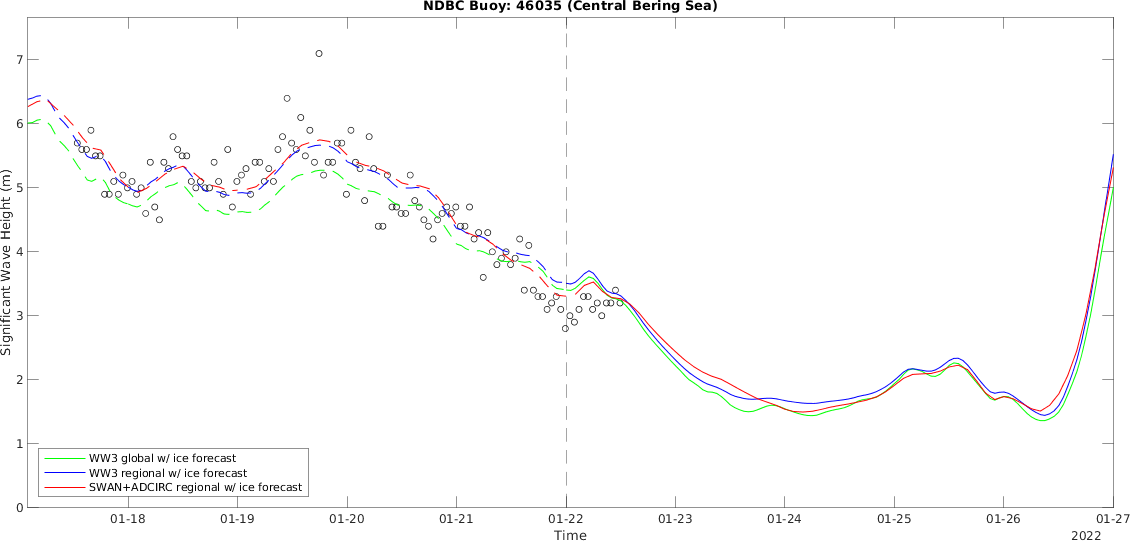 NDBC Buoy: 46035 (Central Bering Sea)
Significant Wave Height (m)
7
6
5
4
3
2
1
0
WW3 global w/ ice forecast
WW3 regional w/ ice forecast
SWAN+ADCIRC regional w/ ice forecast
01-18 01-19 01-20 01-21 01-22 01-23 01-24 01-25 01-26 01-27
Time
2022